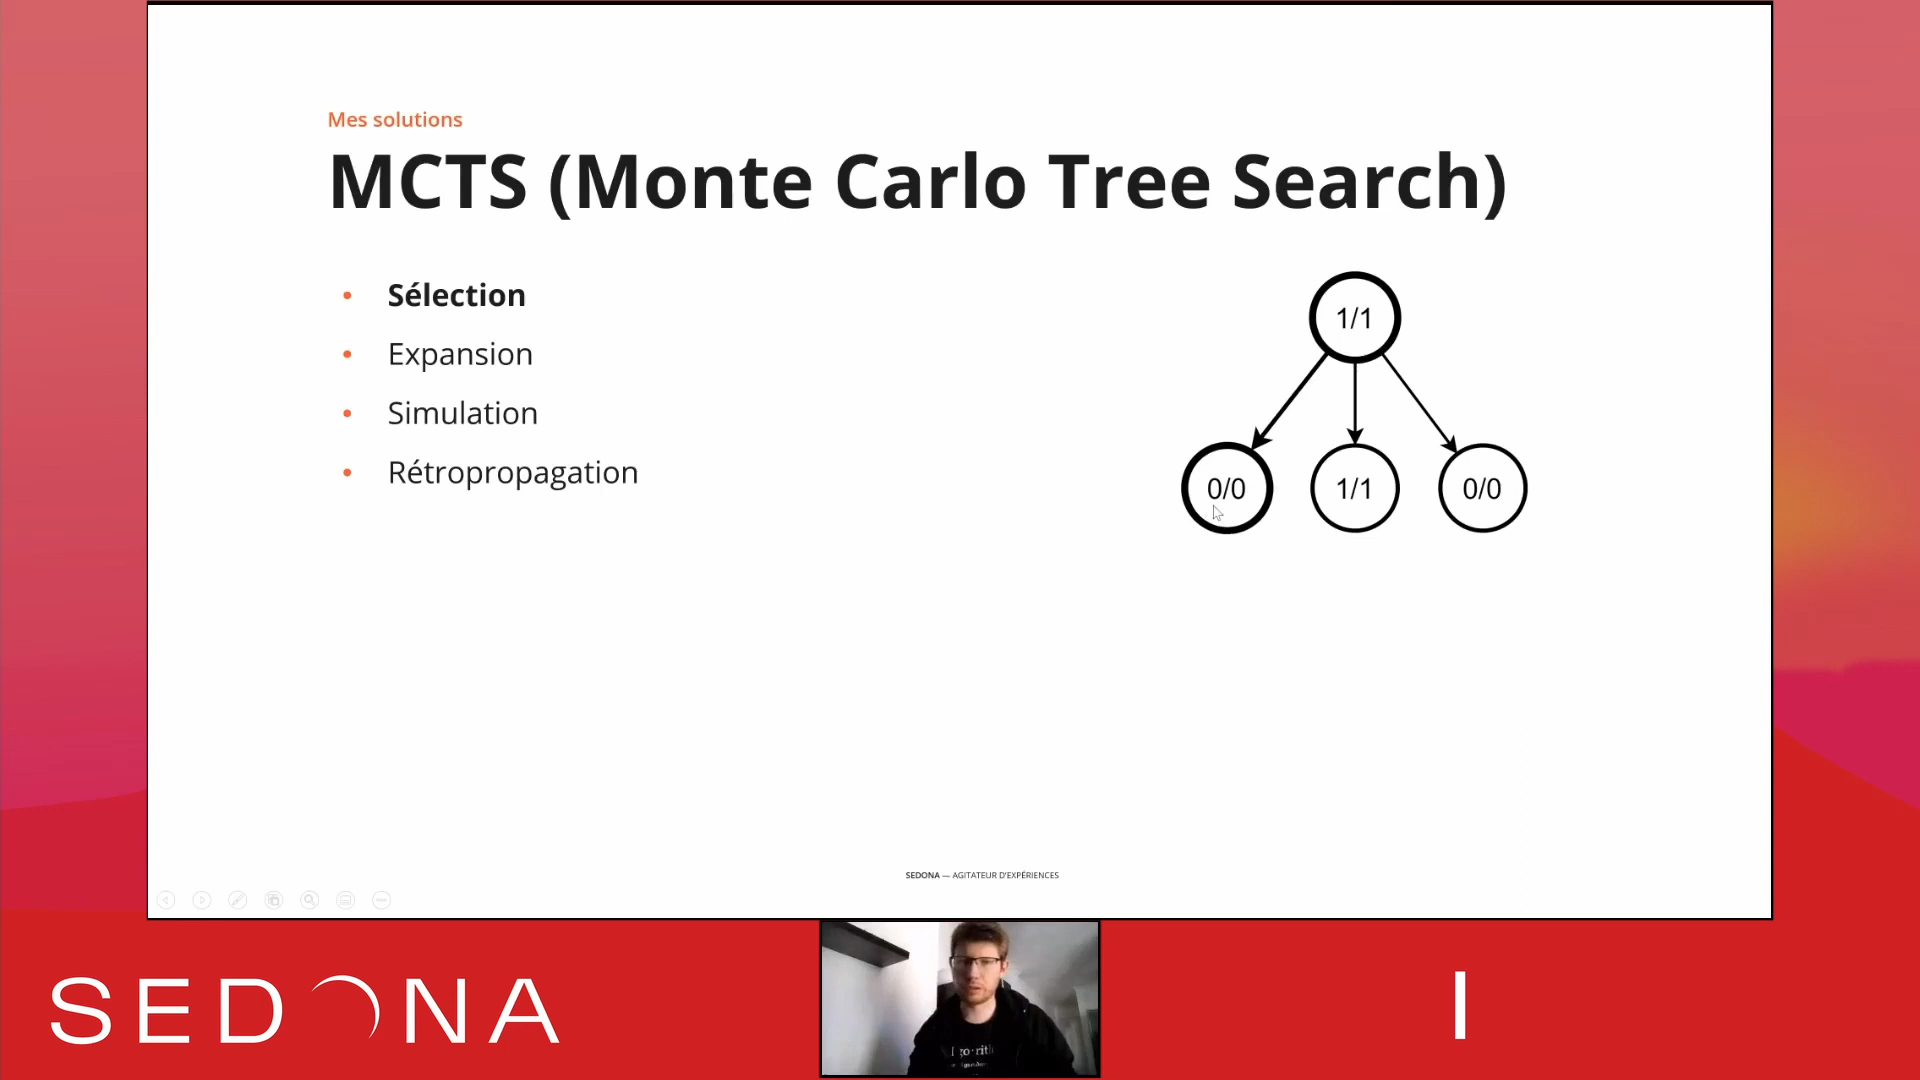 Mes solutions
MCTS (Monte Carlo Tree Search)
• Sélection
• Expansion
• Simulation
• Rétropropagation
1/1
0/0 1/1 0/0
SEDONA — AGITATEUR D'EXPÉRIENCES
SEDONA